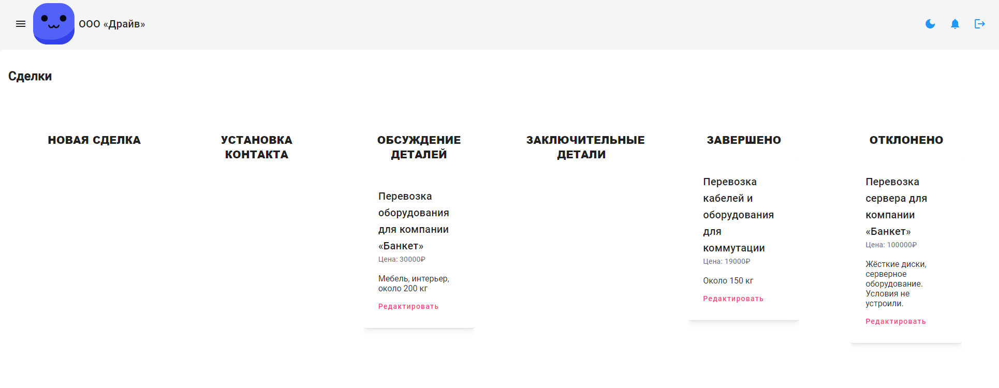 ООО «Драйв»
Сделки
НОВАЯ СДЕЛКА
УСТАНОВКА
КОНТАКТА
ОБСУЖДЕНИЕ
ДЕТАЛЕЙ
Перевозка
оборудования
для компании
«Банкет»
Цена: 30000₽
Мебель, интерьер,
около 200 кг
Редактировать
ЗАКЛЮЧИТЕЛЬНЫЕ
ДЕТАЛИ
ЗАВЕРШЕНО
Перевозка
кабелей и
оборудования
для
коммутации
Цена: 19000₽
Около 150 кг
Редактировать
ОТКЛОНЕНО
Перевозка
сервера для
компании
«Банкет»
Цена: 100000₽
Жёсткие диски,
серверное
оборудование.
Условия не
устроили.
Редактировать